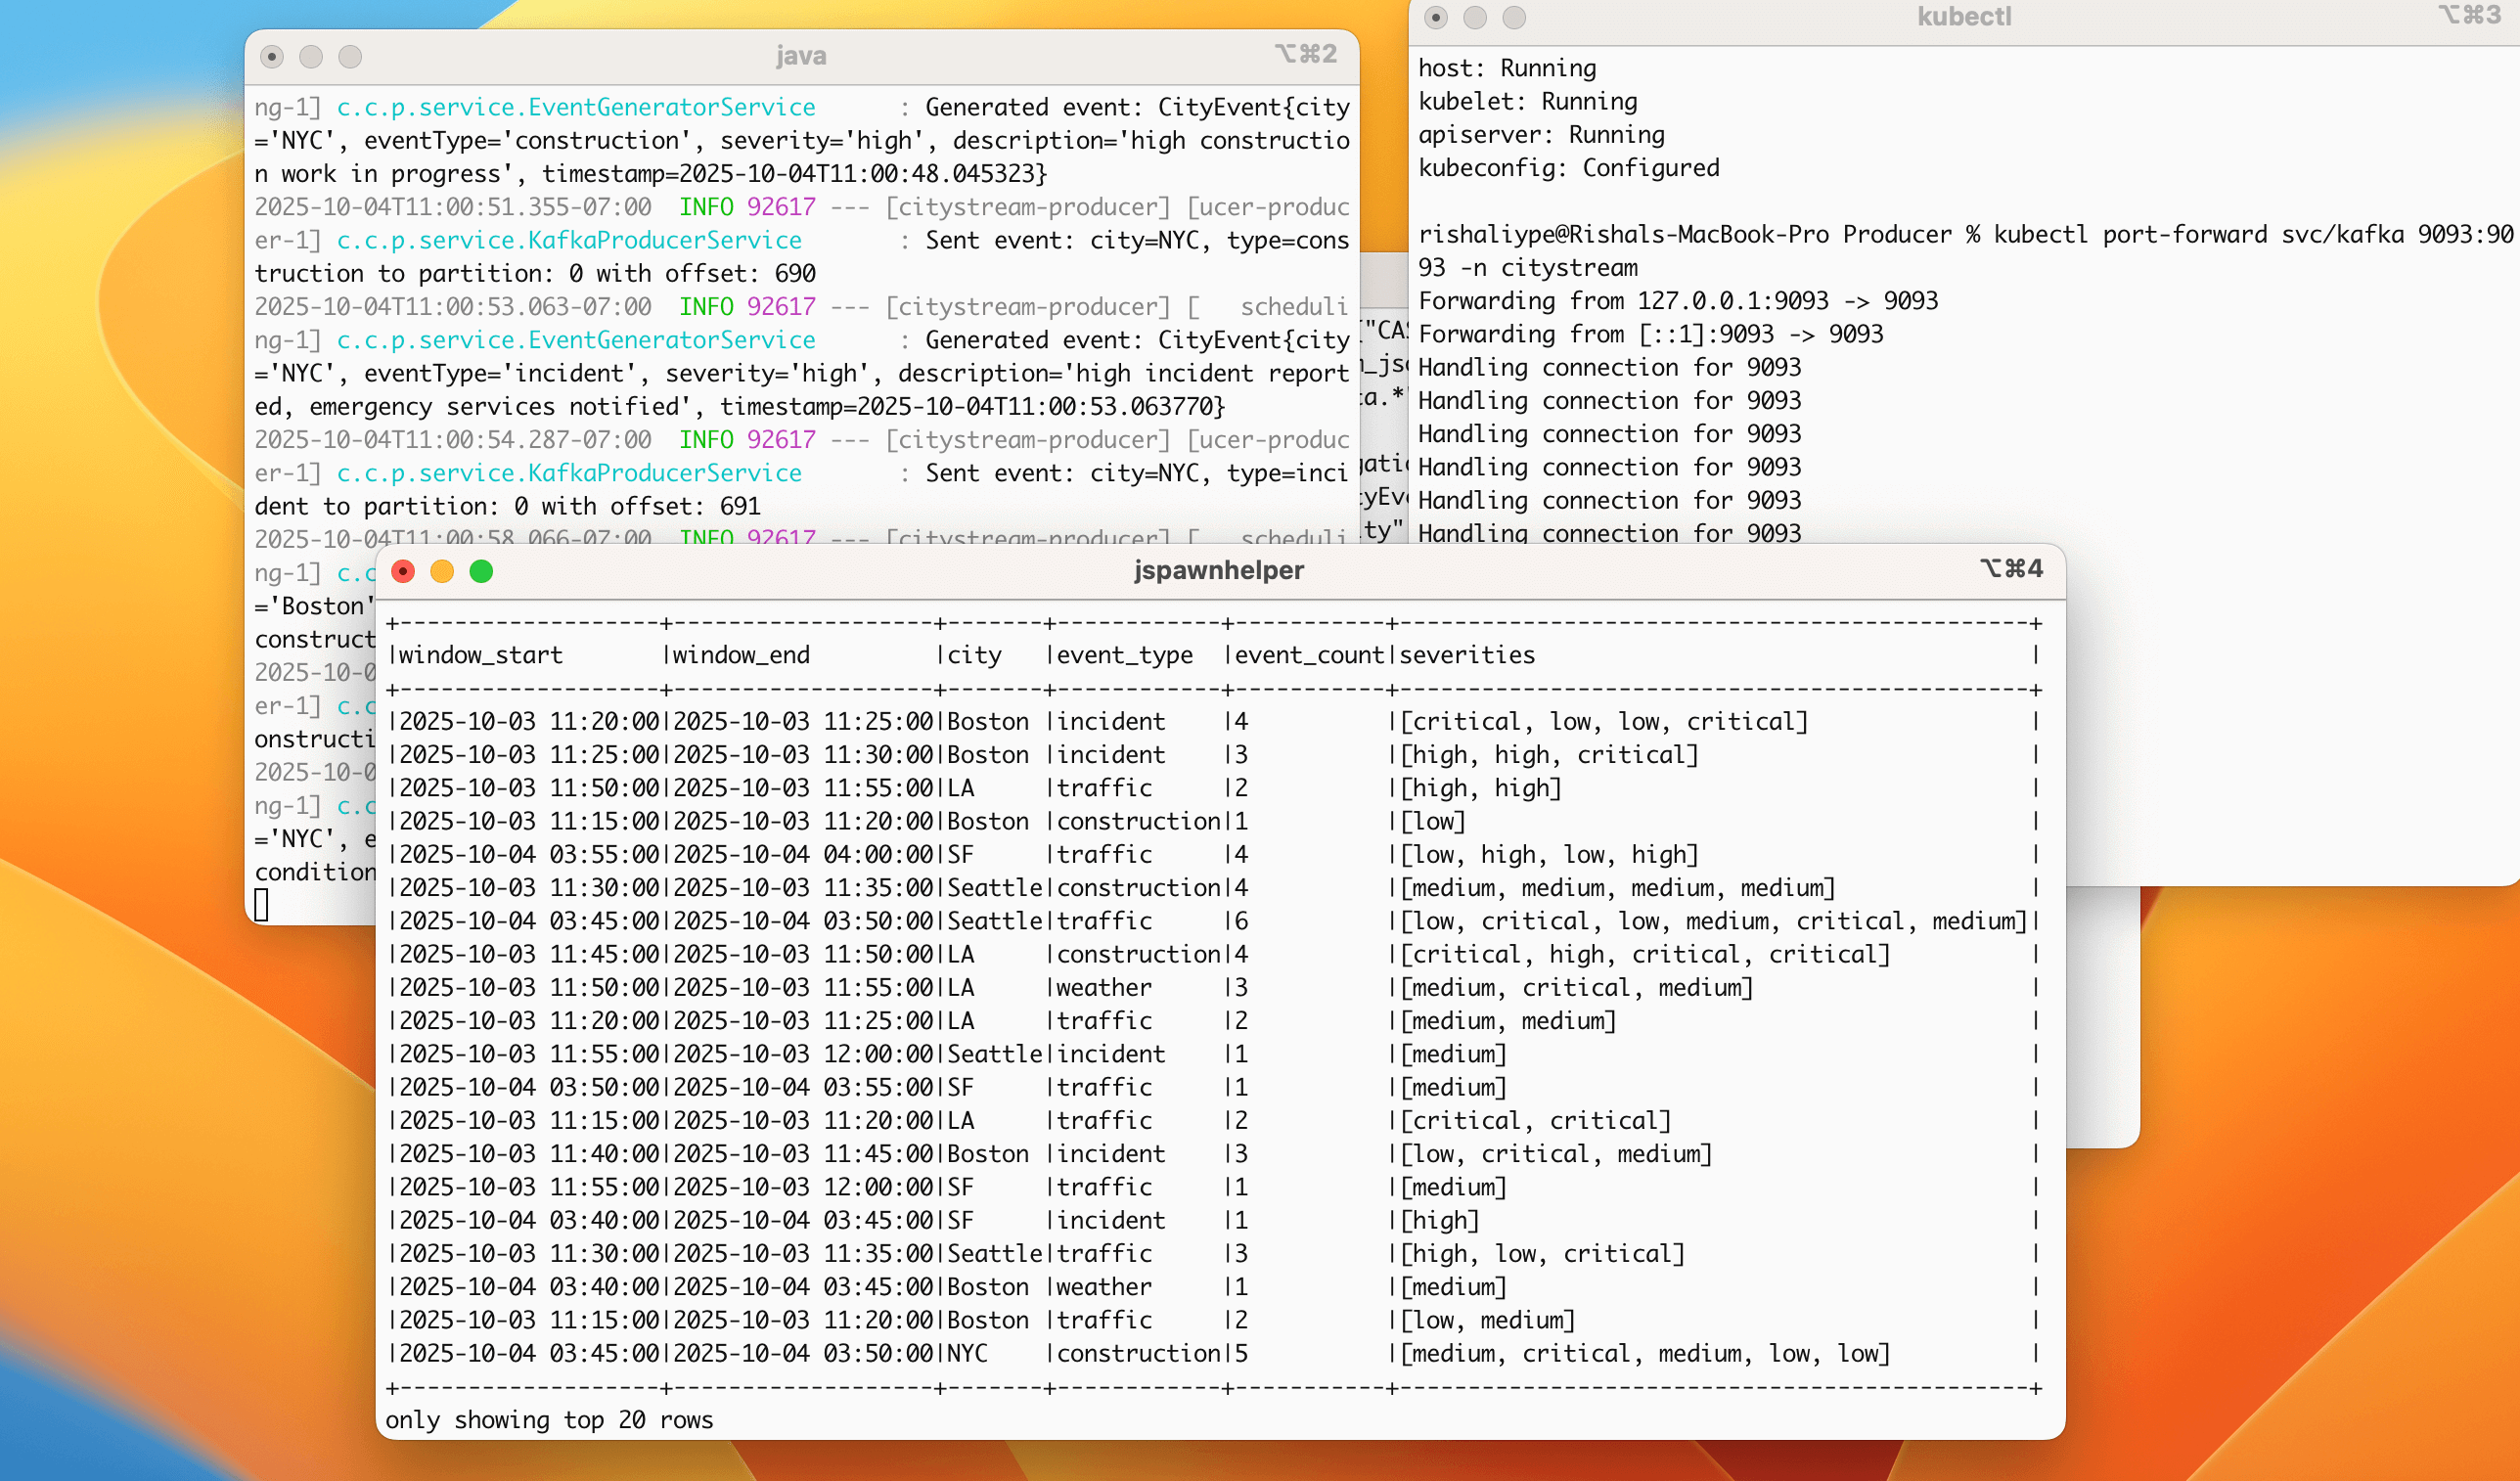 java
⌥⌘2
ng-1] c.c.p.service.EventGeneratorService      : Generated event: CityEvent{city
='NYC', eventType='construction', severity='high', description='high constructio
n work in progress', timestamp=2025-10-04T11:00:48.045323}
2025-10-04T11:00:51.355-07:00  INFO 92617 --- [citystream-producer] [ucer-produc
er-1] c.c.p.service.KafkaProducerService       : Sent event: city=NYC, type=cons
truction to partition: 0 with offset: 690
2025-10-04T11:00:53.063-07:00  INFO 92617 --- [citystream-producer] [   scheduli
ng-1] c.c.p.service.EventGeneratorService      : Generated event: CityEvent{city
='NYC', eventType='incident', severity='high', description='high incident report
ed, emergency services notified', timestamp=2025-10-04T11:00:53.063770}
2025-10-04T11:00:54.287-07:00  INFO 92617 --- [citystream-producer] [ucer-produc
er-1] c.c.p.service.KafkaProducerService       : Sent event: city=NYC, type=inci
dent to partition: 0 with offset: 691
2025-10-04T11:00:58.066-07:00  INFO 92617 --- [citystream-producer] [   scheduli
ng-1] c.c
='Boston'
construct
2025-10-0
er-1] c.c
onstructi
2025-10-0
ng-1] c.c
='NYC', e
condition
"CAS
_jso
a.*"
gatio
yEve
ty"
kubectl
⌥⌘3
host: Running
kubelet: Running
apiserver: Running
kubeconfig: Configured
rishaliype@Rishals-MacBook-Pro Producer % kubectl port-forward svc/kafka 9093:90
93 -n citystream
Forwarding from 127.0.0.1:9093 -> 9093
Forwarding from [::1]:9093 -> 9093
Handling connection for 9093
Handling connection for 9093
Handling connection for 9093
Handling connection for 9093
Handling connection for 9093
Handling connection for 9093
jspawnhelper
⌥⌘4
+-------------------+-------------------+-------+------------+-----------+----------------------------------------------+
|window_start       |window_end         |city   |event_type  |event_count|severities                                    |
+-------------------+-------------------+-------+------------+-----------+----------------------------------------------+
|2025-10-03 11:20:00|2025-10-03 11:25:00|Boston |incident    |4          |[critical, low, low, critical]                |
|2025-10-03 11:25:00|2025-10-03 11:30:00|Boston |incident    |3          |[high, high, critical]                        |
|2025-10-03 11:50:00|2025-10-03 11:55:00|LA     |traffic     |2          |[high, high]                                  |
|2025-10-03 11:15:00|2025-10-03 11:20:00|Boston |construction|1          |[low]                                         |
|2025-10-04 03:55:00|2025-10-04 04:00:00|SF     |traffic     |4          |[low, high, low, high]                        |
|2025-10-03 11:30:00|2025-10-03 11:35:00|Seattle|construction|4          |[medium, medium, medium, medium]              |
|2025-10-04 03:45:00|2025-10-04 03:50:00|Seattle|traffic     |6          |[low, critical, low, medium, critical, medium]|
|2025-10-03 11:45:00|2025-10-03 11:50:00|LA     |construction|4          |[critical, high, critical, critical]          |
|2025-10-03 11:50:00|2025-10-03 11:55:00|LA     |weather     |3          |[medium, critical, medium]                    |
|2025-10-03 11:20:00|2025-10-03 11:25:00|LA     |traffic     |2          |[medium, medium]                              |
|2025-10-03 11:55:00|2025-10-03 12:00:00|Seattle|incident    |1          |[medium]                                      |
|2025-10-04 03:50:00|2025-10-04 03:55:00|SF     |traffic     |1          |[medium]                                      |
|2025-10-03 11:15:00|2025-10-03 11:20:00|LA     |traffic     |2          |[critical, critical]                          |
|2025-10-03 11:40:00|2025-10-03 11:45:00|Boston |incident    |3          |[low, critical, medium]                       |
|2025-10-03 11:55:00|2025-10-03 12:00:00|SF     |traffic     |1          |[medium]                                      |
|2025-10-04 03:40:00|2025-10-04 03:45:00|SF     |incident    |1          |[high]                                        |
|2025-10-03 11:30:00|2025-10-03 11:35:00|Seattle|traffic     |3          |[high, low, critical]                         |
|2025-10-04 03:40:00|2025-10-04 03:45:00|Boston |weather     |1          |[medium]                                      |
|2025-10-03 11:15:00|2025-10-03 11:20:00|Boston |traffic     |2          |[low, medium]                                 |
|2025-10-04 03:45:00|2025-10-04 03:50:00|NYC    |construction|5          |[medium, critical, medium, low, low]          |
+-------------------+-------------------+-------+------------+-----------+----------------------------------------------+
only showing top 20 rows